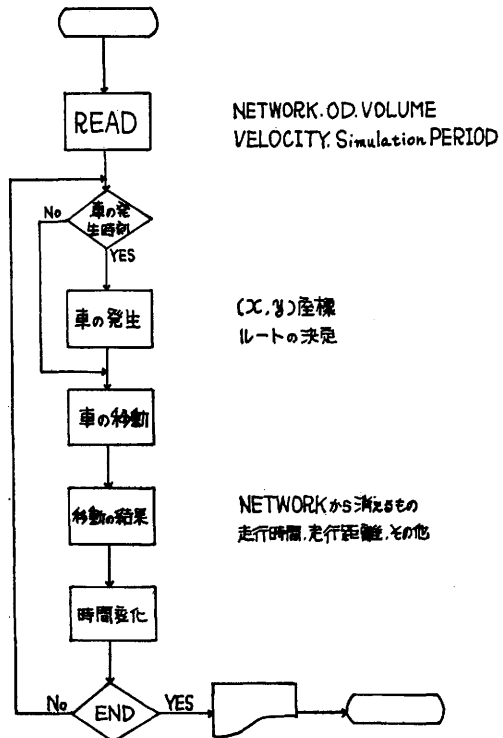 READ
NETWORK.OD.VOLUME
VELOCITY.Simulation PERIOD
No
車の発
生時刻
YES
車の発生
(x,y)座標
ルートの決定
車の移動
移動の結果
NETWORKから消えるもの
走行時間.走行距離.その他
時間変化
No
END
YES